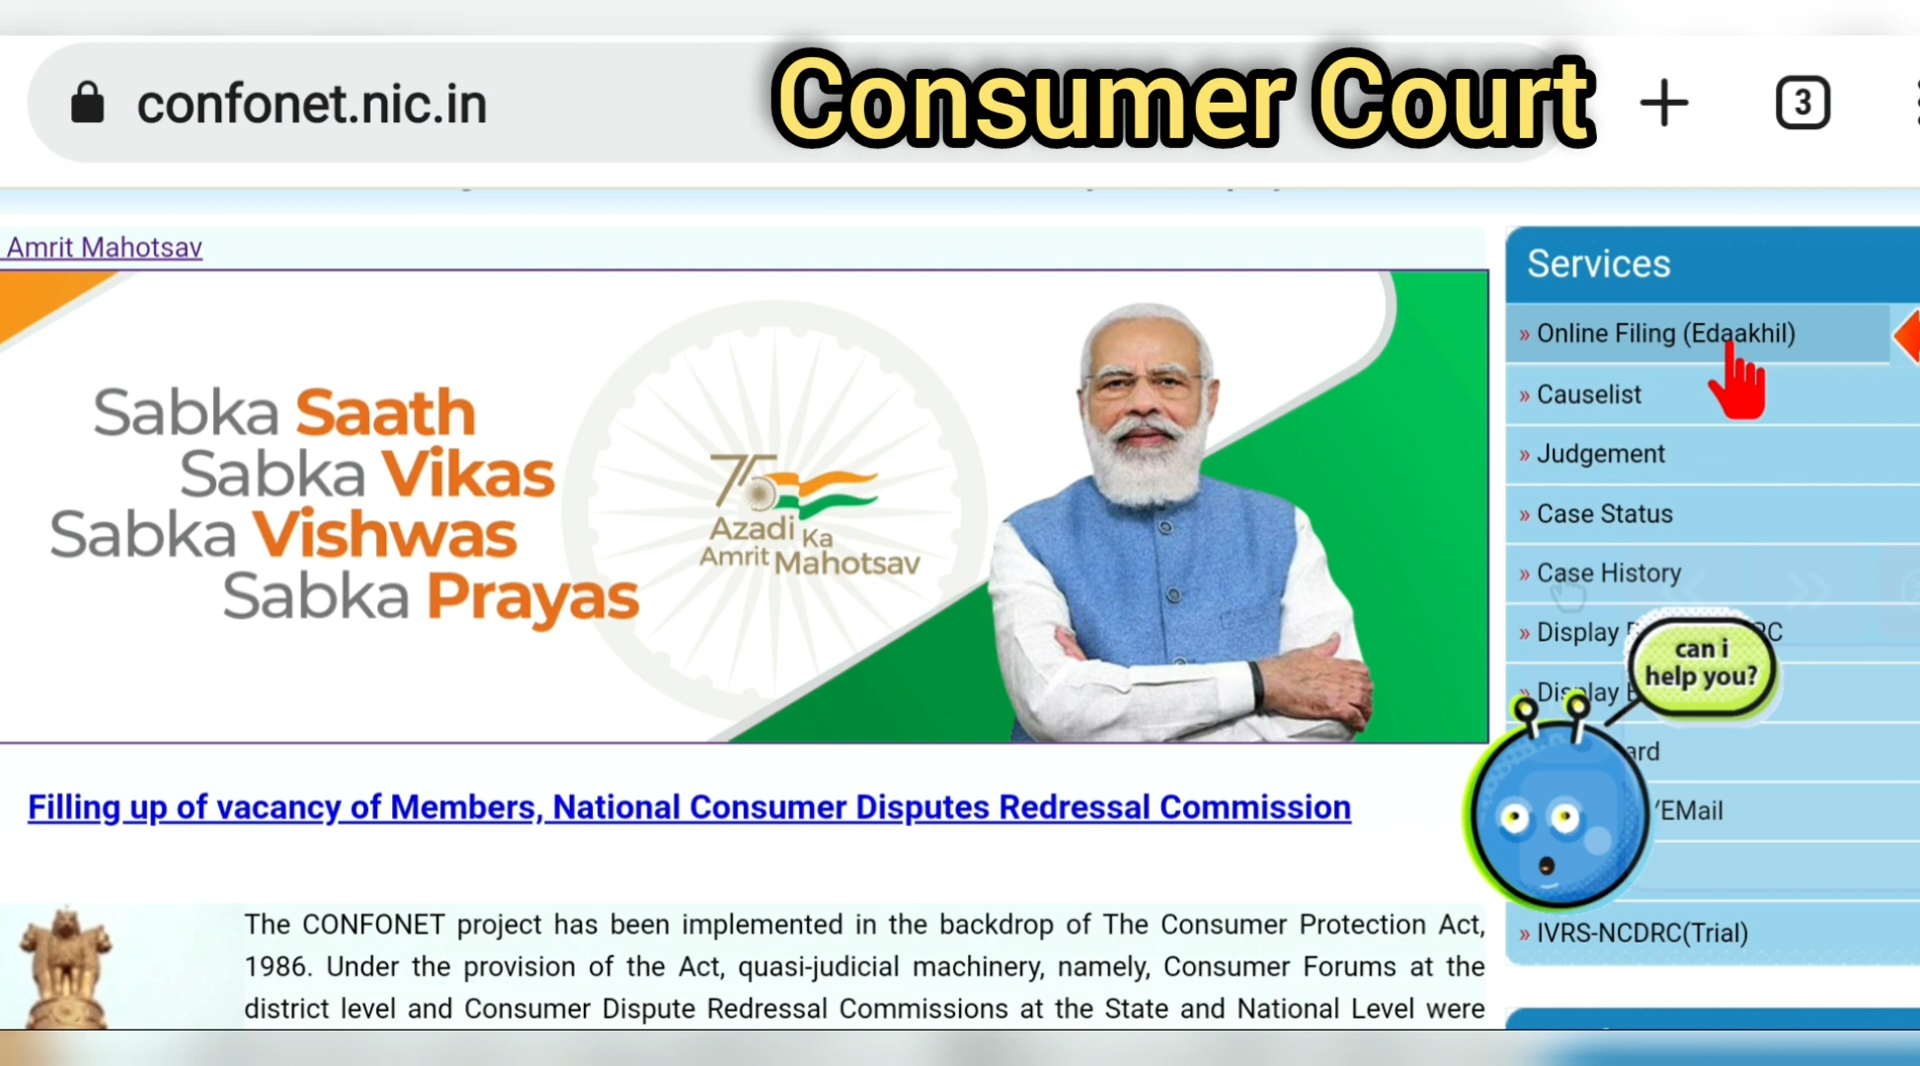 confonet.nic.in
Consumer Court
3
Amrit Mahotsav
Sabka Saath
Sabka Vikas
Sabka Vishwas
Sabka Prayas
75
Azadi Ka
Amrit Mahotsav
Filling up of vacancy of Members, National Consumer Disputes Redressal Commission
The CONFONET project has been implemented in the backdrop of The Consumer Protection Act,
1986. Under the provision of the Act, quasi-judicial machinery, namely, Consumer Forums at the
district level and Consumer Dispute Redressal Commissions at the State and National Level were
Services
» Online Filing (Edaakhil)
» Causelist
» Judgement
» Case Status
» Case History
» Display
can i
help you?
» Display
/EMail
» IVRS-NCDRC(Trial)